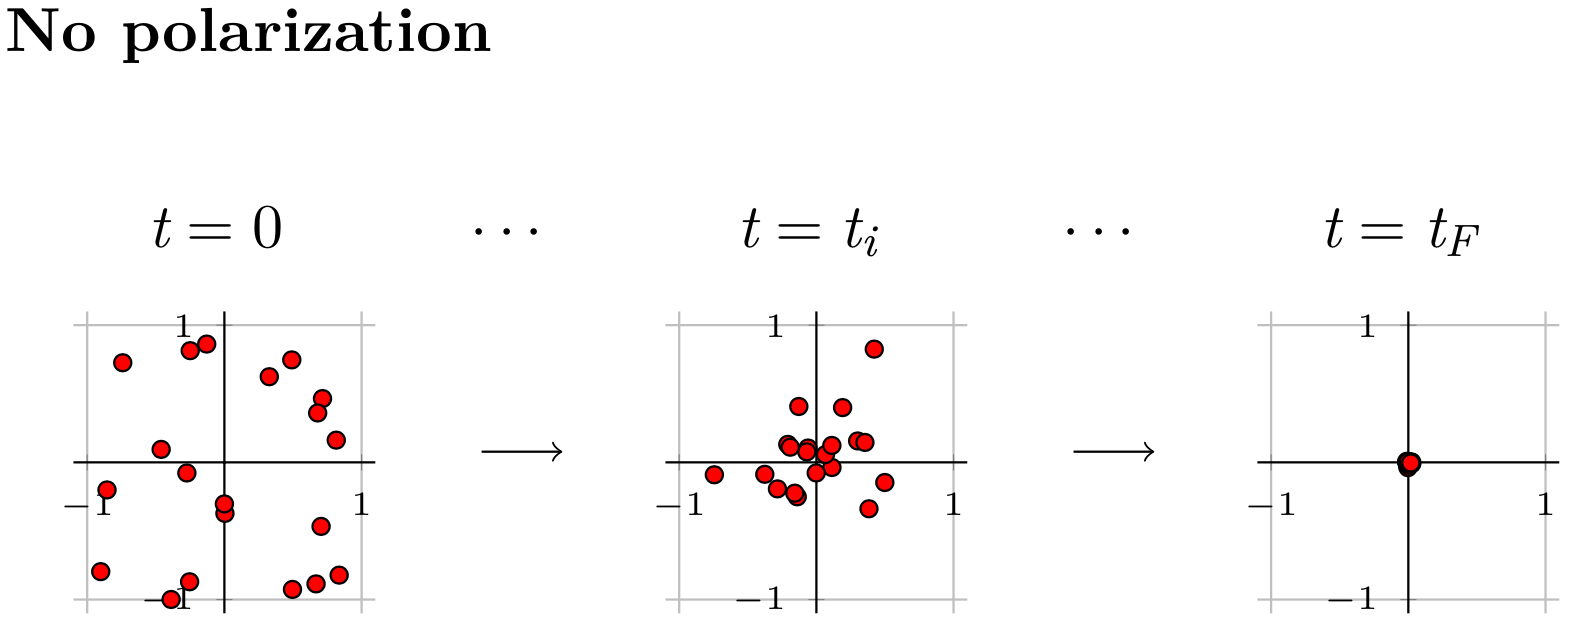 No polarization
t = 0 ⋯ t = t_i ⋯ t = t_F
1 1 1
−1 1 −1 1 −1 1
−1 −1 −1